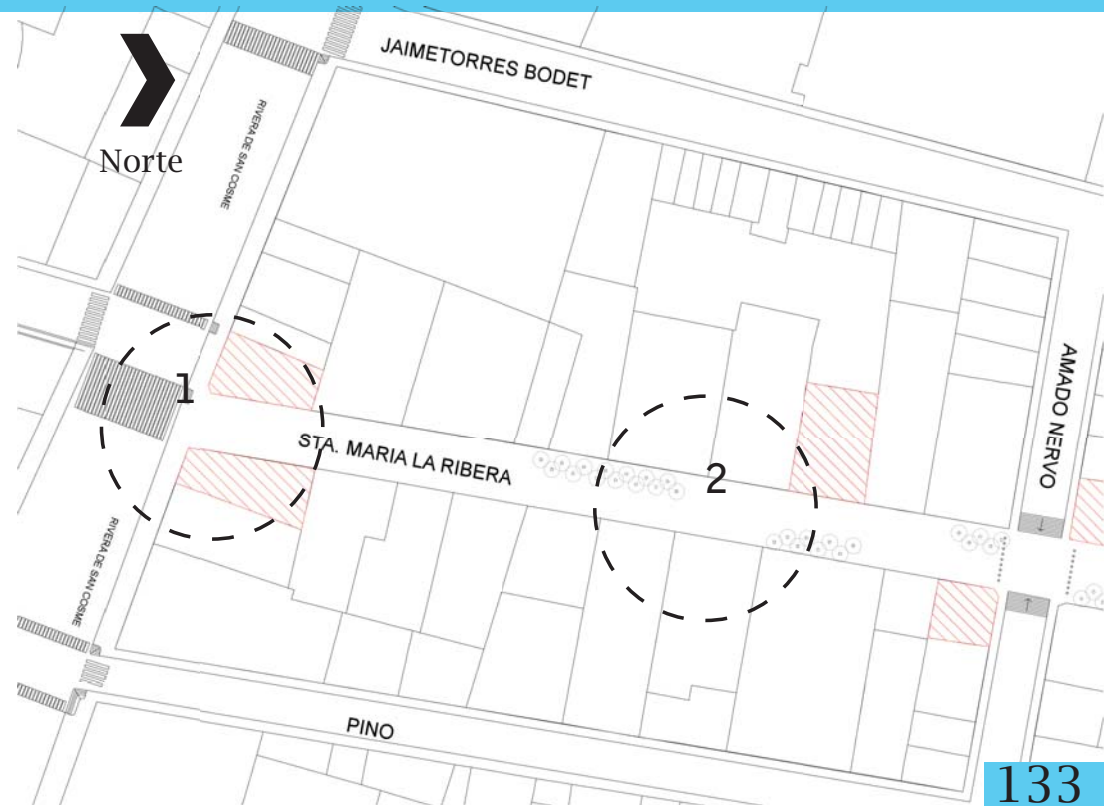 JAIMETORRES BODET
Norte
RIVERA DE SAN COSME
AMADO NERVO
1
STA. MARIA LA RIBERA
2
RIVERA DE SAN COSME
PINO
133